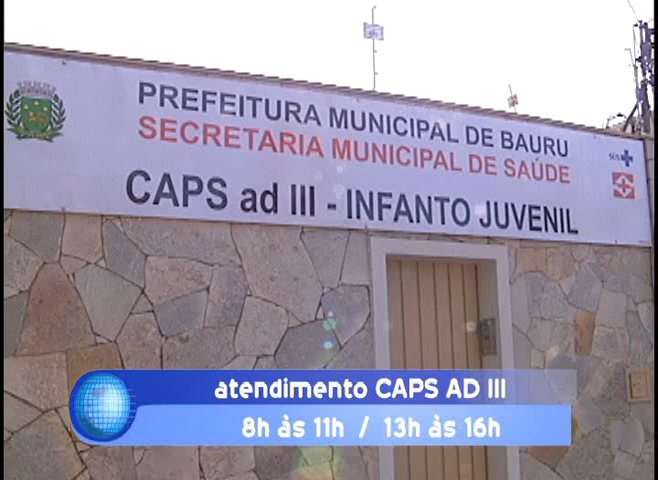 PREFEITURA MUNICIPAL DE BAURU
SECRETARIA MUNICIPAL DE SAÚDE
SUS
CAPS ad III - INFANTO JUVENIL
atendimento CAPS AD III
8h às 11h / 13h às 16h